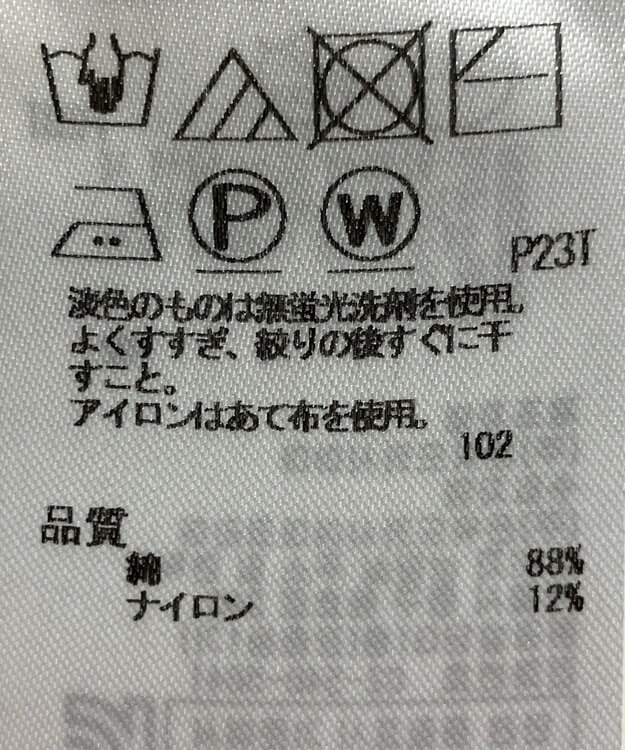 P W
P23T
淡色のものは無蛍光洗剤を使用。
よくすすぎ、絞りの後すぐに干
すこと。
アイロンはあて布を使用。
102
品質
綿 88%
ナイロン 12%